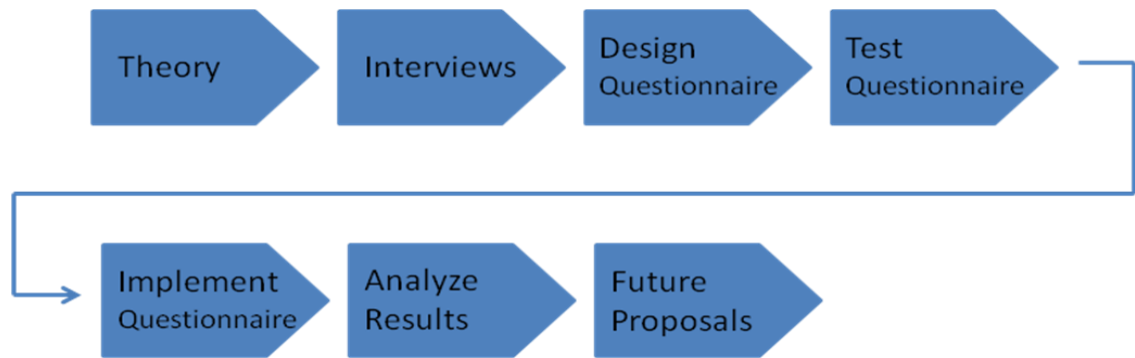 Theory
Interviews
Design
Questionnaire
Test
Questionnaire
Implement
Questionnaire
Analyze
Results
Future
Proposals